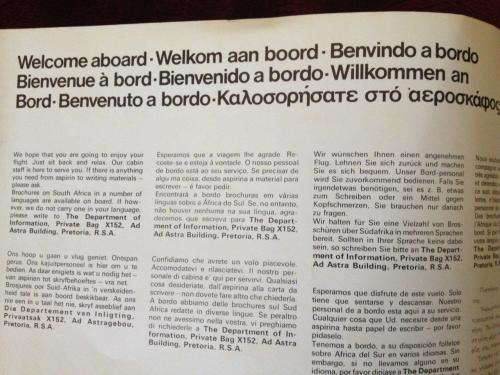 Welcome aboard · Welkom aan boord · Benvindo a bordo
Bienvenue à bord · Bienvenido a bordo · Willkommen an
Bord · Benvenuto a bordo · Καλοσορήσατε στό ἀεροσκάφος
We hope that you are going to enjoy your
flight. Just sit back and relax. Our cabin
staff is here to serve you. If there is anything
you need from aspirin to writing materials –
please ask.
Brochures on South Africa in a number of
languages are available on board. If how-
ever, we do not carry one in your language,
please write to The Department of
Information, Private Bag X152, Ad
Astra Building, Pretoria, R.S.A.
Ons hoop u gaan u vlug geniet. Ontspan
gerus. Ons kajuitpersoneel is hier om u te
bedien. As daar enigiets is wat u nodig het –
van aspirien tot skryfbehoeftes – vra net.
Brosjures oor Suid-Afrika in 'n verskeiden-
heid tale is aan boord beskikbaar. As ons
nie een in u taal het nie, skryf asseblief aan
Die Departement van Inligting,
Privaatsak X152, Ad Astragebou,
Pretoria, R.S.A.
Esperamos que a viagem lhe agrade. Re-
coste-se e esteja à vontade. O nosso pessoal
de bordo está ao seu serviço. Se precisar de
alguma coisa, desde aspirina a material para
escrever – é favor pedir.
Encontrará a bordo brochuras em várias
línguas sobre a África do Sul. Se, no entanto,
não houver nenhuma na sua língua, agra-
decemos que escreva para The Depart-
ment of Information, Private Bag X152,
Ad Astra Building, Pretoria, R.S.A.
Confidiamo che avrete un volo piacevole.
Accomodatevi e rilasciatevi. Il nostro per-
sonale di cabina e' qui per servirvi. Qualsiasi
cosa desideriate, dall'aspirina alla carta da
scrivere - non dovete fare altro che chiederla.
A bordo abbiamo delle brochures sul Sud
Africa redatte in diverse lingue. Se peraltro
non ne avessimo nella vostra, vi preghiamo
di richiederle a The Department of In-
formation, Private Bag X152, Ad Astra
Building, Pretoria, R.S.A.
Wir wünschen Ihnen einen angenehmen
Flug. Lehnen Sie sich zurück und machen
Sie es sich bequem. Unser Bord-personal
wird Sie zuvorkommend bedienen. Falls Sie
irgendetwas benötigen, sei es z. B. etwas
zum Schreiben oder ein Mittel gegen
Kopfschmerzen, Sie brauchen nur danach
zu fragen.
Wir halten für Sie eine Vielzahl von Bro-
schüren über Südafrika in mehreren Sprachen
bereit. Sollten in Ihrer Sprache keine dabei
sein, so schreiben Sie bitte an The Depart-
ment of Information, Private Bag X152,
Ad Astra Building, Pretoria, R.S.A.
Esperamos que disfrute de este vuelo. Solo
tiene que sentarse y descansar. Nuestro
personal de a bordo esta aqui a su servicio.
Cualquier cosa que Ud. necesite desde una
aspirina hasta papel de escribir – por favor
pidaselo.
Tenemos a bordo, a su disposición folletos
sobre Africa del Sur en varios idiomas. Sin
embargo, si no llevamos alguno en su
idioma, por favor diríjase a The Department